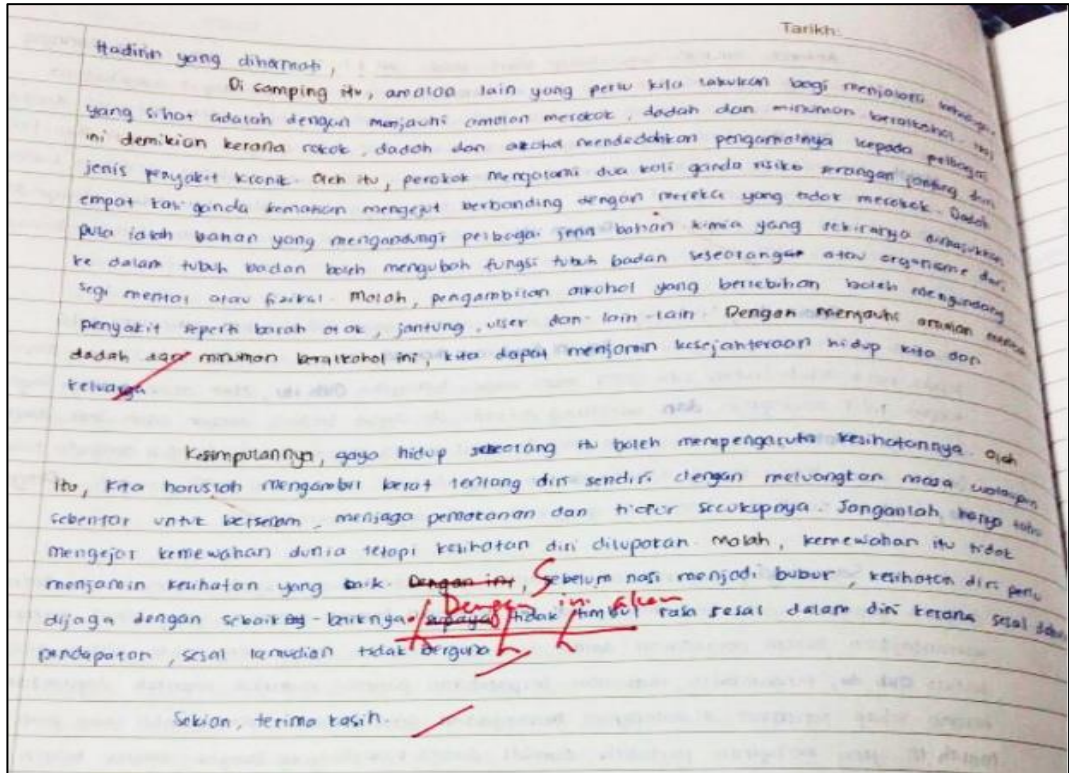 Tarikh:
Hadirin yang dihormati,
Di samping itu, amalan lain yang perlu kita lakukan bagi menjalani
yang sihat adalah dengan menjauhi amalan merokok, dadah dan minuman beralkohol. Hal
ini demikian kerana rokok, dadah dan alkohol mendedahkan pengamalnya kepada pelbagai
jenis penyakit kronik. Oleh itu, perokok mengalami dua kali ganda risiko serangan jantung dan
empat kali ganda kematian mengejut berbanding dengan mereka yang tidak merokok. Dadah
pula ialah bahan yang mengandungi pelbagai jenis bahan kimia yang sekiranya dimasukkan
ke dalam tubuh badan boleh mengubah fungsi tubuh badan seseorang atau organisme dari
segi mental atau fizikal. Malah, pengambilan alkohol yang berlebihan boleh mengundang
penyakit seperti barah otak, jantung, ulser dan lain-lain. Dengan menjauhi amalan
dadah dan minuman beralkohol ini, kita dapat menjamin kesejahteraan hidup kita dan
keluarga.
Kesimpulannya, gaya hidup seseorang itu boleh mempengaruhi kesihatannya. Oleh
itu, kita haruslah mengambil berat tentang diri sendiri dengan meluangkan masa walaupun
sebentar untuk bersenam, menjaga pemakanan dan tidur secukupnya. Janganlah hanya tahu
mengejar kemewahan dunia tetapi kesihatan diri dilupakan. Malah, kemewahan itu tidak
menjamin kesihatan yang baik. Dengan ini, Sebelum nasi menjadi bubur, kesihatan diri perlu
dijaga dengan sebaik-baiknya. supaya Dengan ini akan tidak timbul rasa sesal dalam diri kerana sesal dahulu
pendapatan, sesal kemudian tidak berguna.
Sekian, terima kasih.